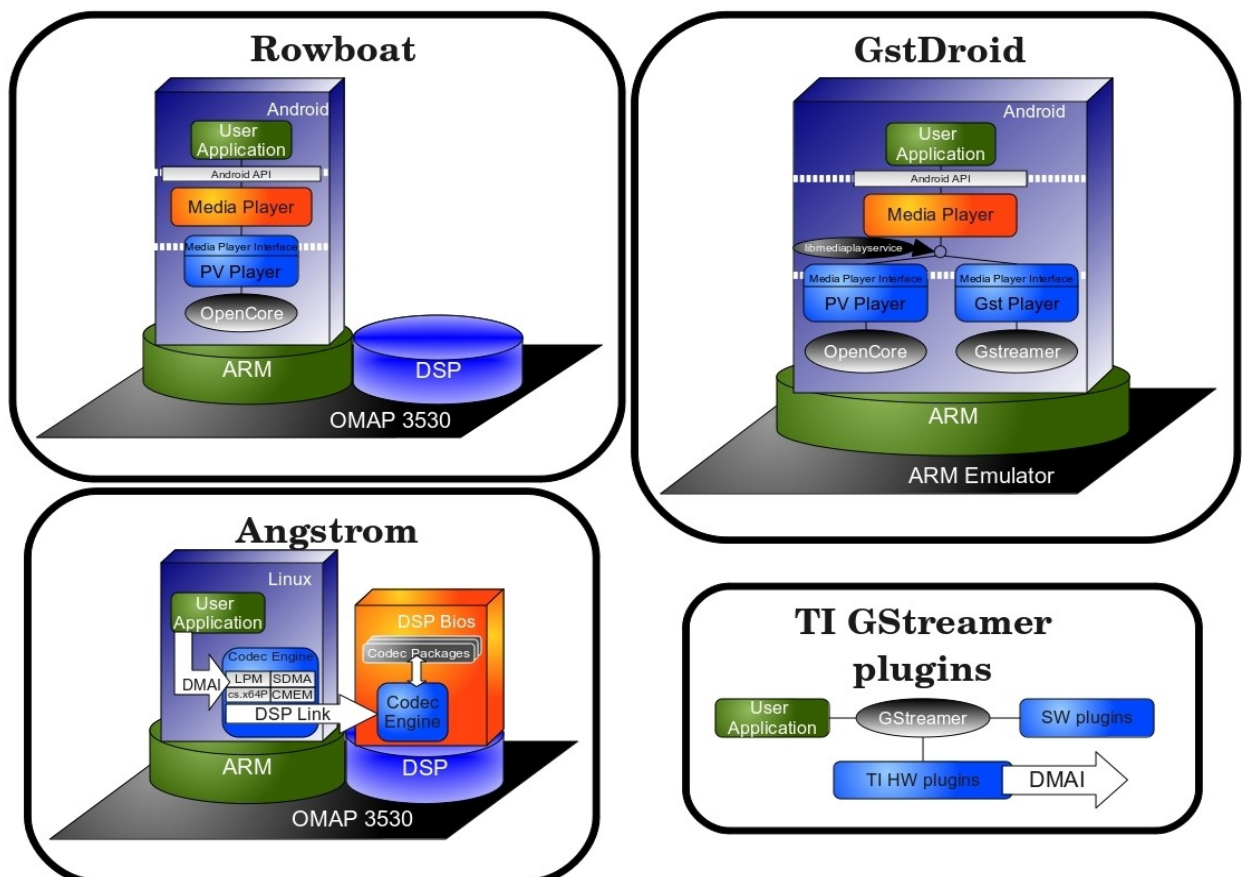 Rowboat
Android
User
Application
Android API
Media Player
Media Player Interface
PV Player
OpenCore
ARM
DSP
OMAP 3530
GstDroid
Android
User
Application
Android API
Media Player
libmediaplayservice
Media Player Interface
PV Player
Media Player Interface
Gst Player
OpenCore
Gstreamer
ARM
ARM Emulator
Angstrom
Linux
User
Application
DMAI
Codec Engine
LPM
SDMA
cs.x64P
CMEM
DSP Link
DSP Bios
Codec Packages
Codec
Engine
ARM
DSP
OMAP 3530
TI GStreamer
plugins
User
Application
GStreamer
SW plugins
TI HW plugins
DMAI